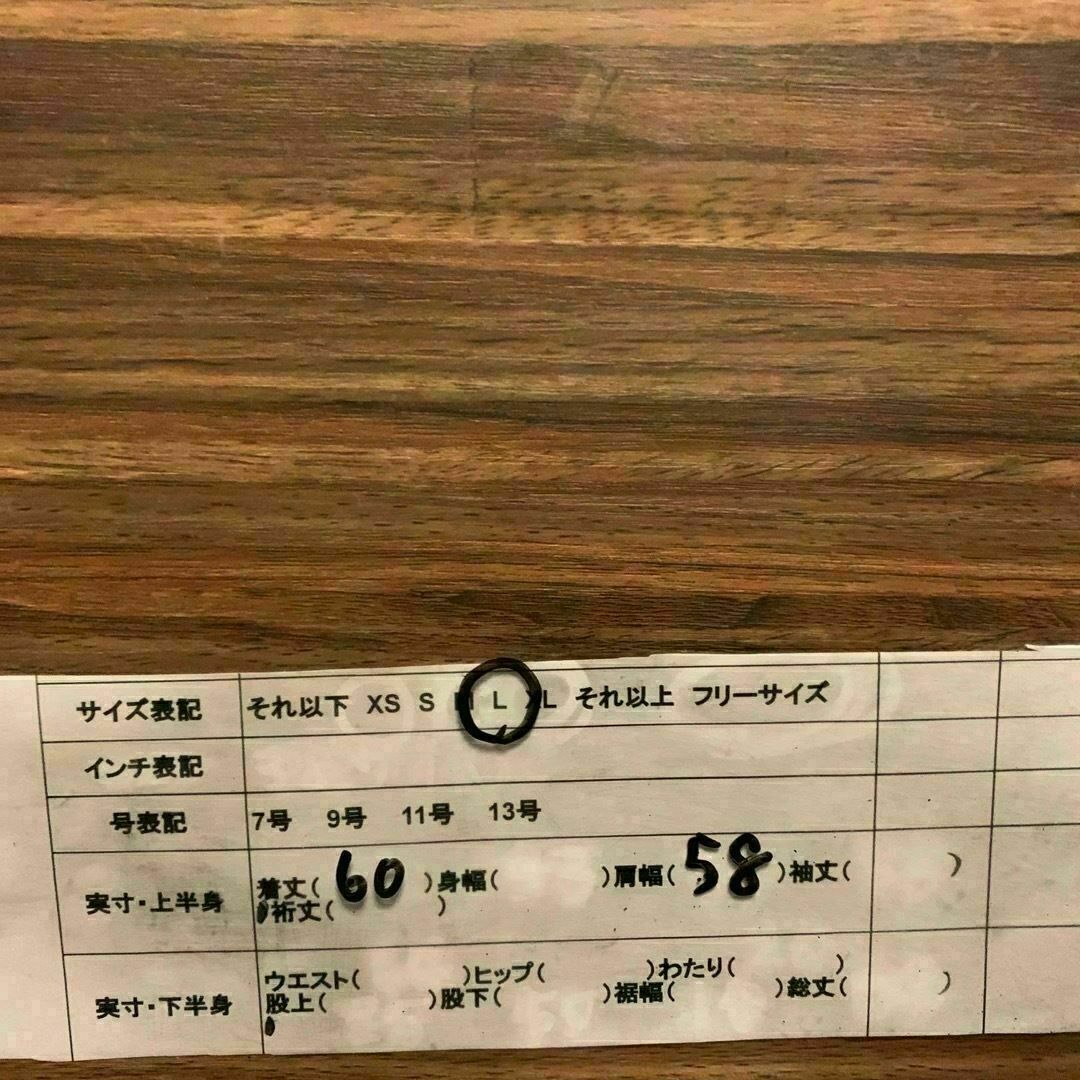 サイズ表記 それ以下 XS S M L XL それ以上 フリーサイズ
インチ表記
号表記 7号 9号 11号 13号
実寸・上半身 着丈( 60 )身幅( )肩幅( 58 )袖丈( )
裄丈( )
実寸・下半身 ウエスト( )ヒップ( )わたり( )
股上( )股下( )裾幅( )総丈( )